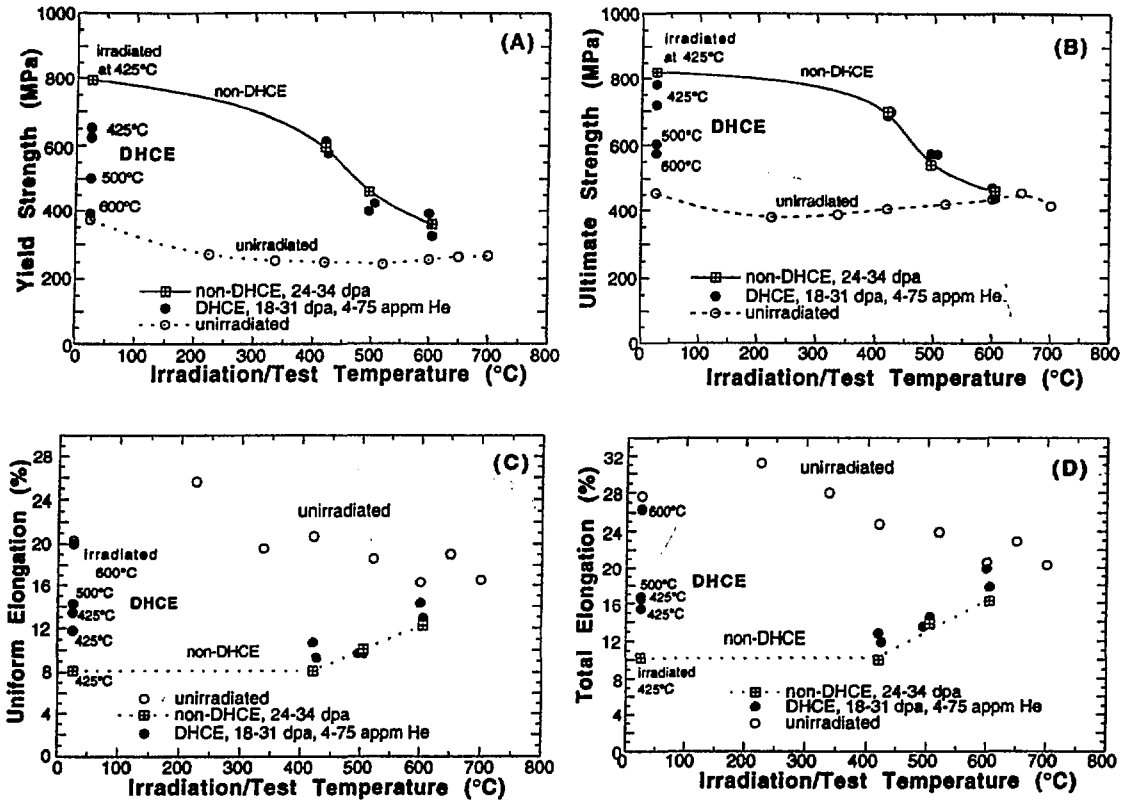 1000
800
600
400
200
0
Yield Strength (MPa)
(A)
irradiated
at 425°C
non-DHCE
425°C
DHCE
500°C
600°C
unirradiated
non-DHCE, 24-34 dpa
DHCE, 18-31 dpa, 4-75 appm He
unirradiated
0 100 200 300 400 500 600 700 800
Irradiation/Test Temperature (°C)
1000
800
600
400
200
0
Ultimate Strength (MPa)
(B)
irradiated
at 425°C
non-DHCE
425°C
DHCE
500°C
600°C
unirradiated
non-DHCE, 24-34 dpa
DHCE, 18-31 dpa, 4-75 appm He
unirradiated
0 100 200 300 400 500 600 700 800
Irradiation/Test Temperature (°C)
28
24
20
16
12
8
4
0
Uniform Elongation (%)
(C)
unirradiated
irradiated
600°C
500°C
DHCE
425°C
425°C
non-DHCE
425°C
unirradiated
non-DHCE, 24-34 dpa
DHCE, 18-31 dpa, 4-75 appm He
0 100 200 300 400 500 600 700 800
Irradiation/Test Temperature (°C)
32
28
24
20
16
12
8
4
0
Total Elongation (%)
(D)
unirradiated
600°C
500°C
DHCE
425°C
425°C
non-DHCE
irradiated
425°C
non-DHCE, 24-34 dpa
DHCE, 18-31 dpa, 4-75 appm He
unirradiated
0 100 200 300 400 500 600 700 800
Irradiation/Test Temperature (°C)